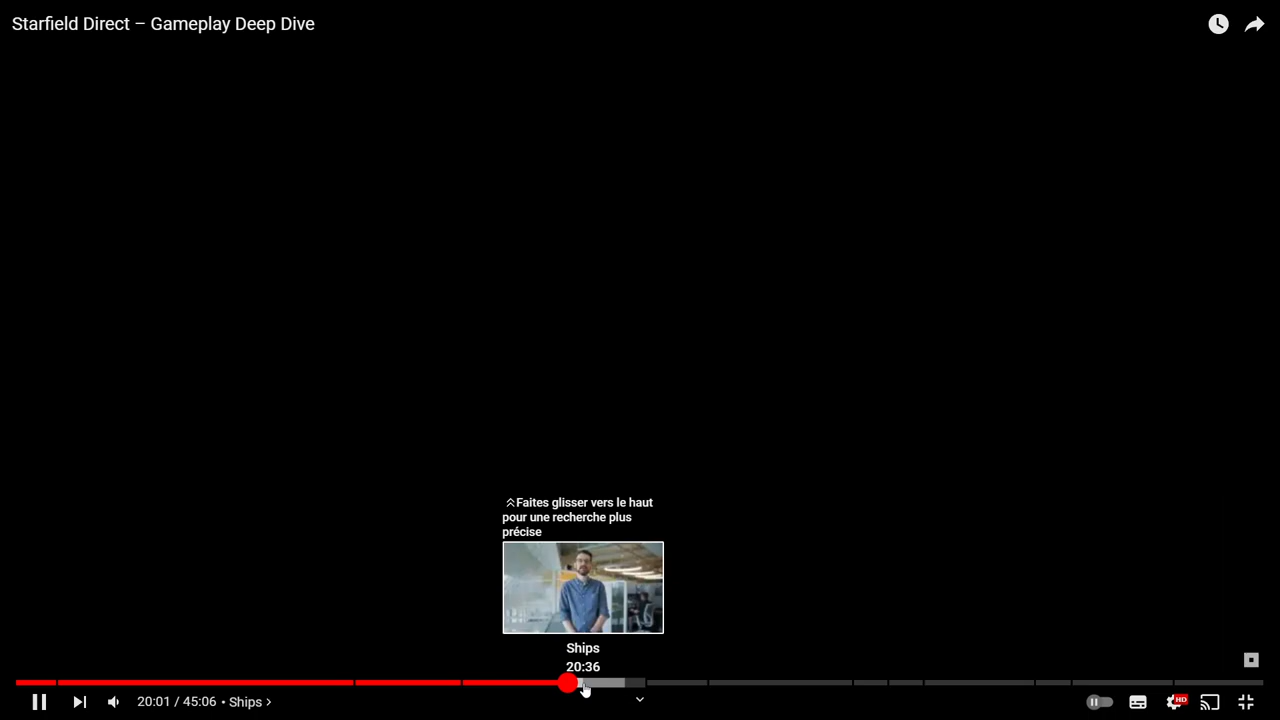 Starfield Direct – Gameplay Deep Dive
Faites glisser vers le haut
pour une recherche plus
précise
Ships
20:36
20:01 / 45:06 • Ships >
HD